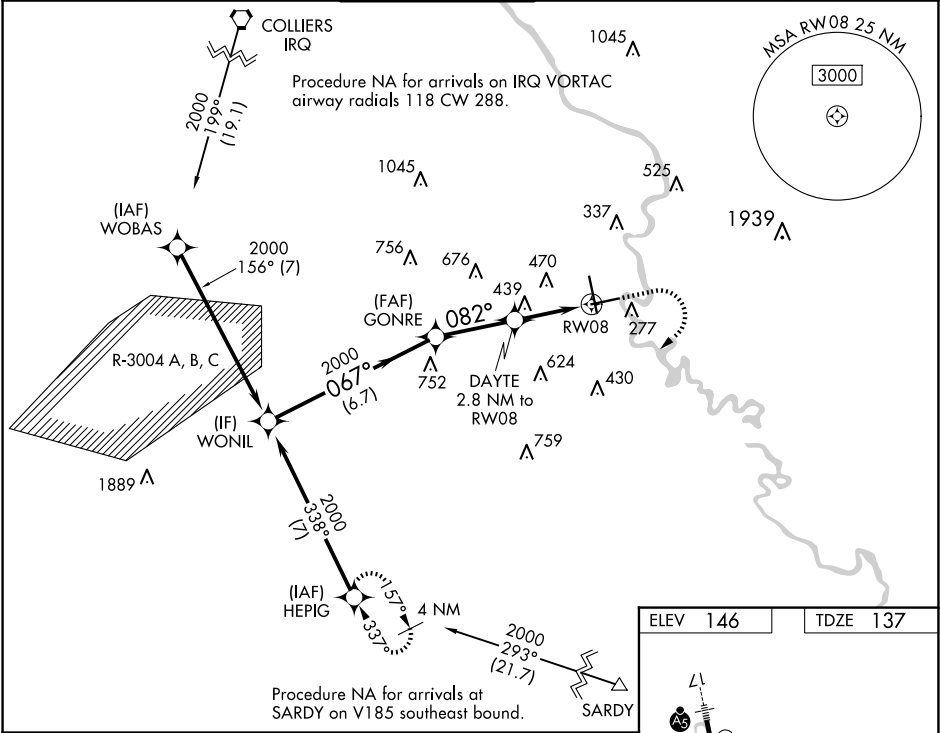 COLLIERS
IRQ
Procedure NA for arrivals on IRQ VORTAC
airway radials 118 CW 288.
1045
MSA RW08 25 NM
3000
2000
199°
(19.1)
1045
525
337
1939
(IAF)
WOBAS
2000
156° (7)
756
676
470
439
(FAF)
GONRE
082°
RW08
277
R-3004 A, B, C
2000
067°
(6.7)
752
DAYTE
2.8 NM to
RW08
624
430
(IF)
WONIL
759
1889
2000
338°
(7)
(IAF)
HEPIG
157°
337°
4 NM
2000
293°
(21.7)
SARDY
Procedure NA for arrivals at
SARDY on V185 southeast bound.
ELEV 146
TDZE 137
17
A5